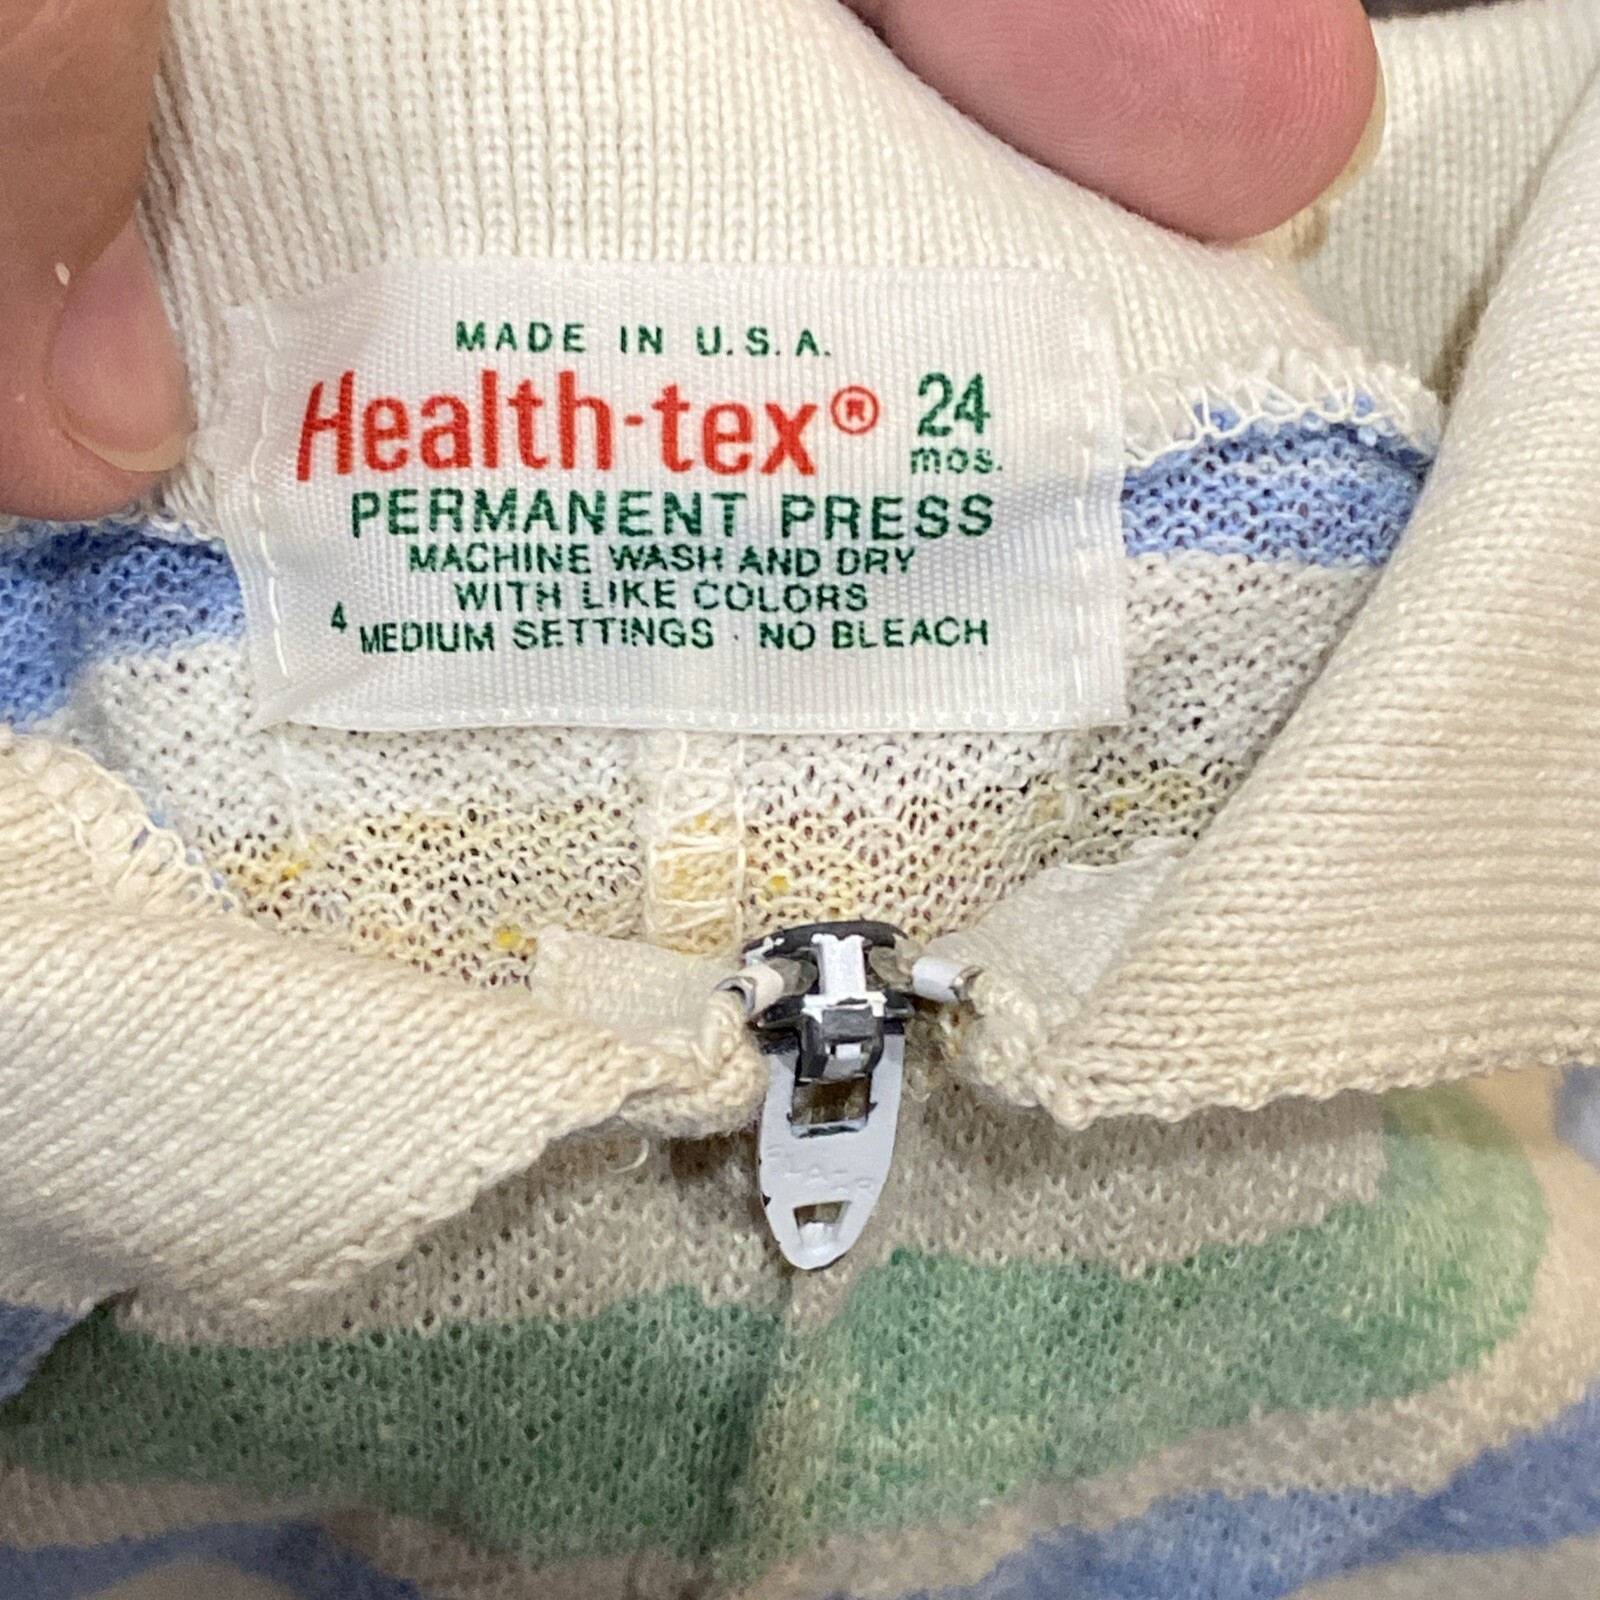 MADE IN U.S.A.
Health-tex® 24 mos.
PERMANENT PRESS
MACHINE WASH AND DRY
WITH LIKE COLORS
4 MEDIUM SETTINGS · NO BLEACH